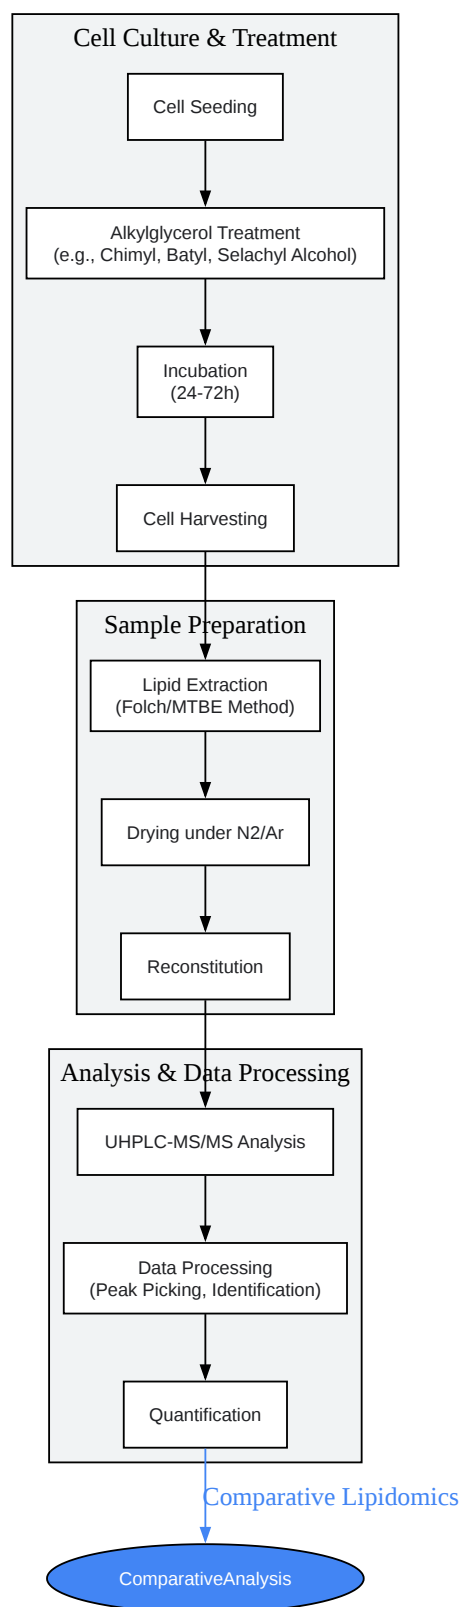 Cell Culture & Treatment
Cell Seeding
Alkylglycerol Treatment
(e.g., Chimyl, Batyl, Selachyl Alcohol)
Incubation
(24-72h)
Cell Harvesting
Sample Preparation
Lipid Extraction
(Folch/MTBE Method)
Drying under N2/Ar
Reconstitution
Analysis & Data Processing
UHPLC-MS/MS Analysis
Data Processing
(Peak Picking, Identification)
Quantification
Comparative Lipidomics
ComparativeAnalysis